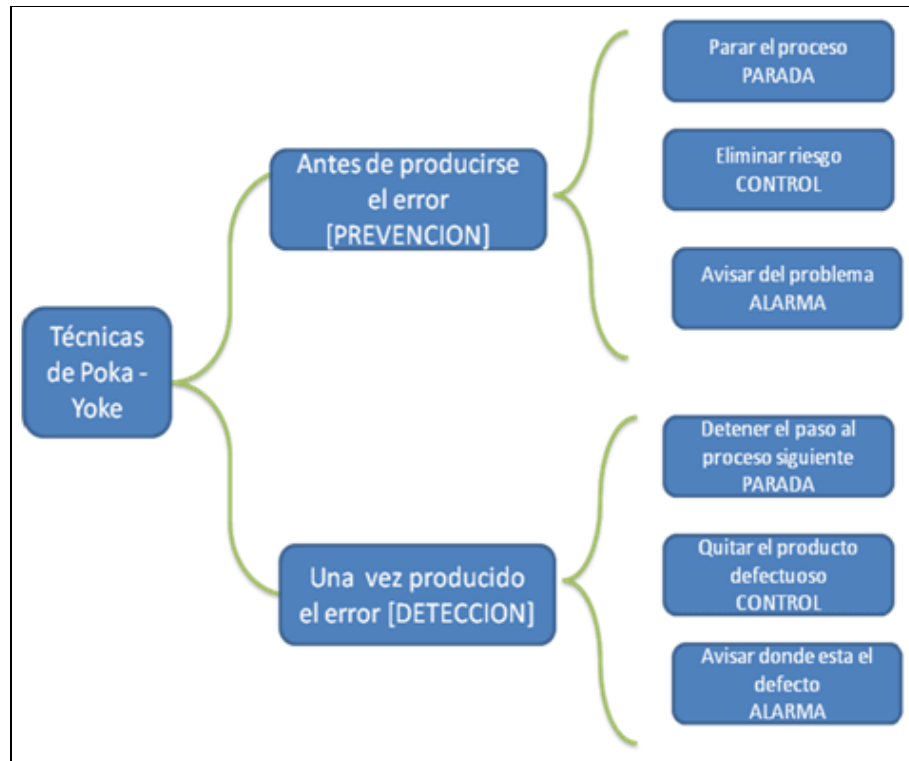 Técnicas
de Poka -
Yoke
Antes de producirse
el error
[PREVENCION]
Parar el proceso
PARADA
Eliminar riesgo
CONTROL
Avisar del problema
ALARMA
Una vez producido
el error [DETECCION]
Detener el paso al
proceso siguiente
PARADA
Quitar el producto
defectuoso
CONTROL
Avisar donde esta el
defecto
ALARMA